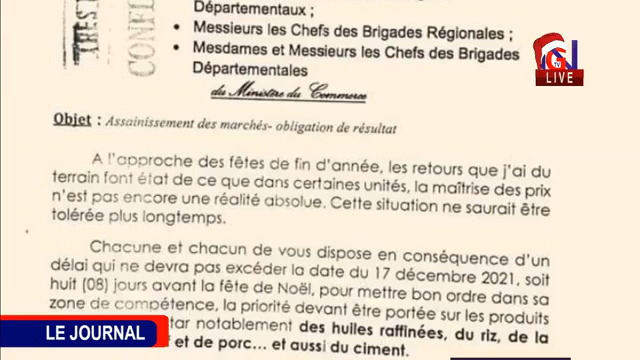 Départementaux ;
• Messieurs les Chefs des Brigades Régionales ;
• Mesdames et Messieurs les Chefs des Brigades
Départementales
du Ministère du Commerce
LIVE
Objet : Assainissement des marchés- obligation de résultat
A l'approche des fêtes de fin d'année, les retours que j'ai du
terrain font état de ce que dans certaines unités, la maîtrise des prix
n'est pas encore une réalité absolue. Cette situation ne saurait être
tolérée plus longtemps.
Chacune et chacun de vous dispose en conséquence d'un
délai qui ne devra pas excéder la date du 17 décembre 2021, soit
huit (08) jours avant la fête de Noël, pour mettre bon ordre dans sa
zone de compétence, la priorité devant être portée sur les produits
tar notamment des huiles raffinées, du riz, de la
f et de porc... et aussi du ciment.
LE JOURNAL